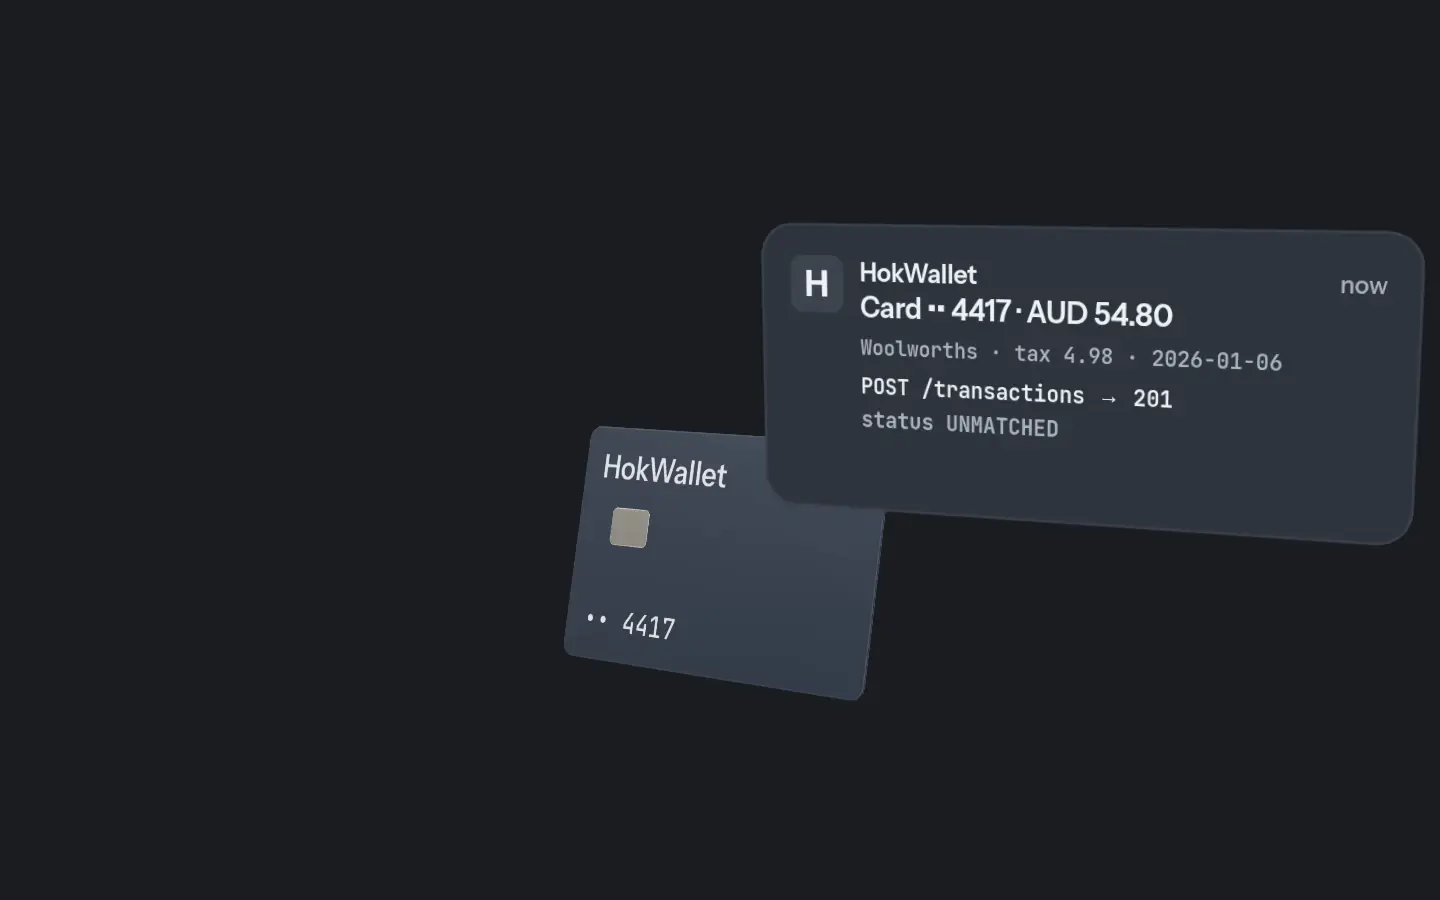 HokWallet
now
Card •• 4417 · AUD 54.80
Woolworths · tax 4.98 · 2026-01-06
POST /transactions → 201
status UNMATCHED
H
HokWallet
•• 4417